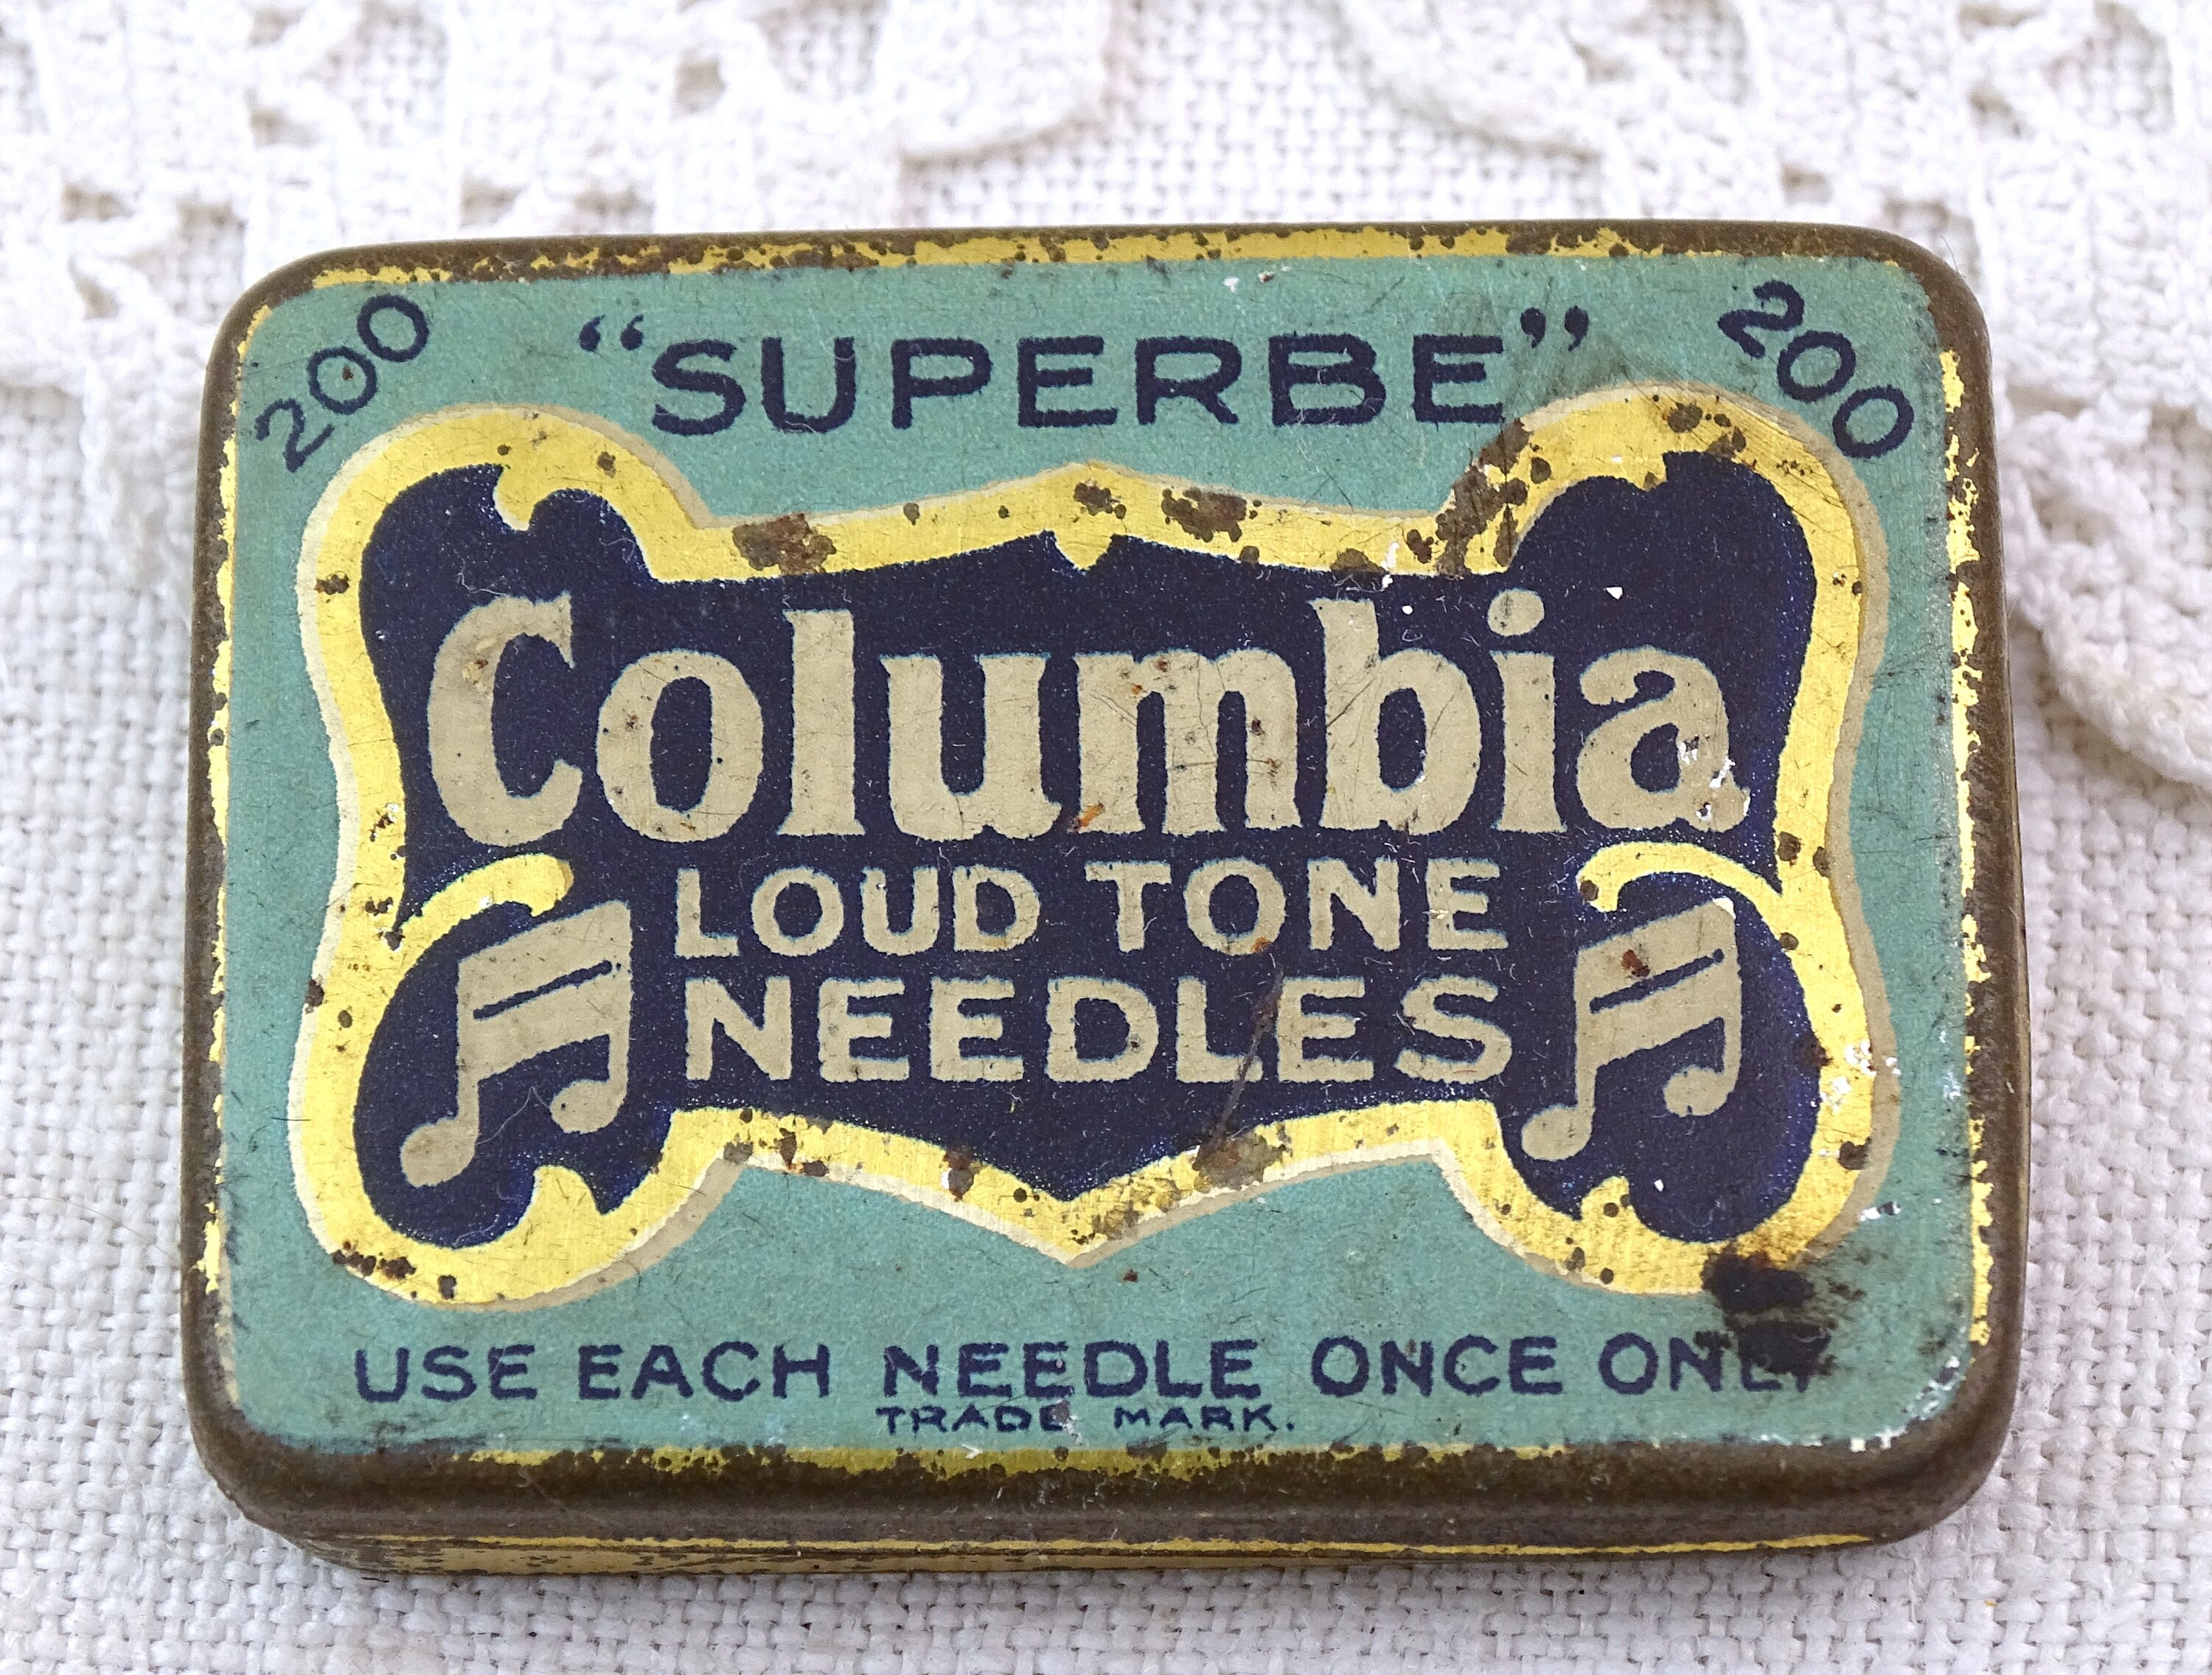 200 "SUPERBE" 200
Columbia
LOUD TONE
NEEDLES
USE EACH NEEDLE ONCE ONLY
TRADE MARK.